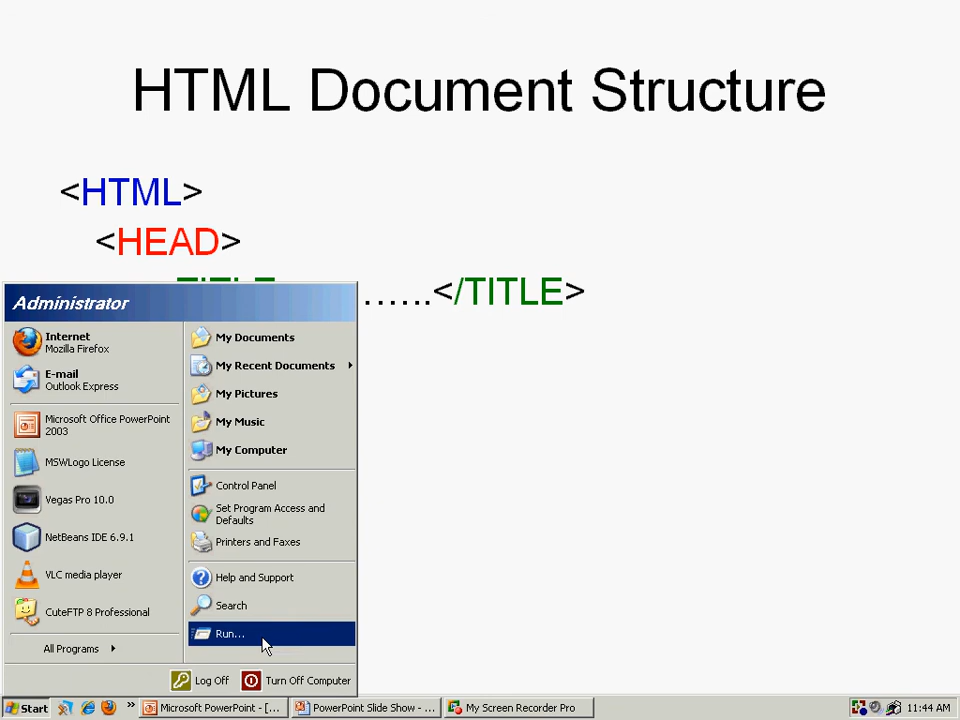 HTML Document Structure
<HTML>
<HEAD>
TITLE …….</TITLE>
Administrator
Internet
Mozilla Firefox
E-mail
Outlook Express
Microsoft Office PowerPoint
2003
MSWLogo License
Vegas Pro 10.0
NetBeans IDE 6.9.1
VLC media player
CuteFTP 8 Professional
All Programs
My Documents
My Recent Documents
My Pictures
My Music
My Computer
Control Panel
Set Program Access and
Defaults
Printers and Faxes
Help and Support
Search
Run...
Log Off
Turn Off Computer
Start
»
Microsoft PowerPoint - [...
PowerPoint Slide Show - ...
My Screen Recorder Pro
11:44 AM